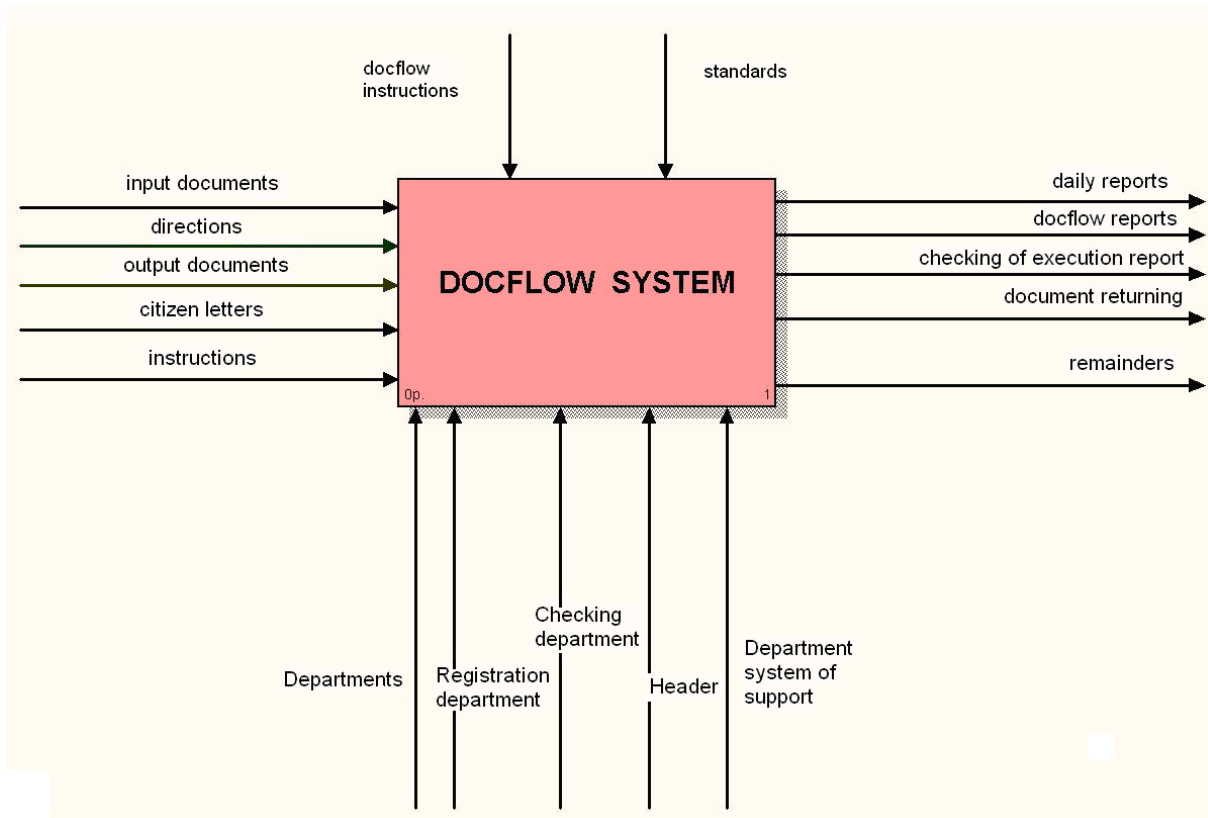 docflow
instructions
standards
input documents
directions
output documents
citizen letters
instructions
DOCFLOW SYSTEM
0p.
1
daily reports
docflow reports
checking of execution report
document returning
remainders
Departments
Registration
department
Checking
department
Header
Department
system of
support